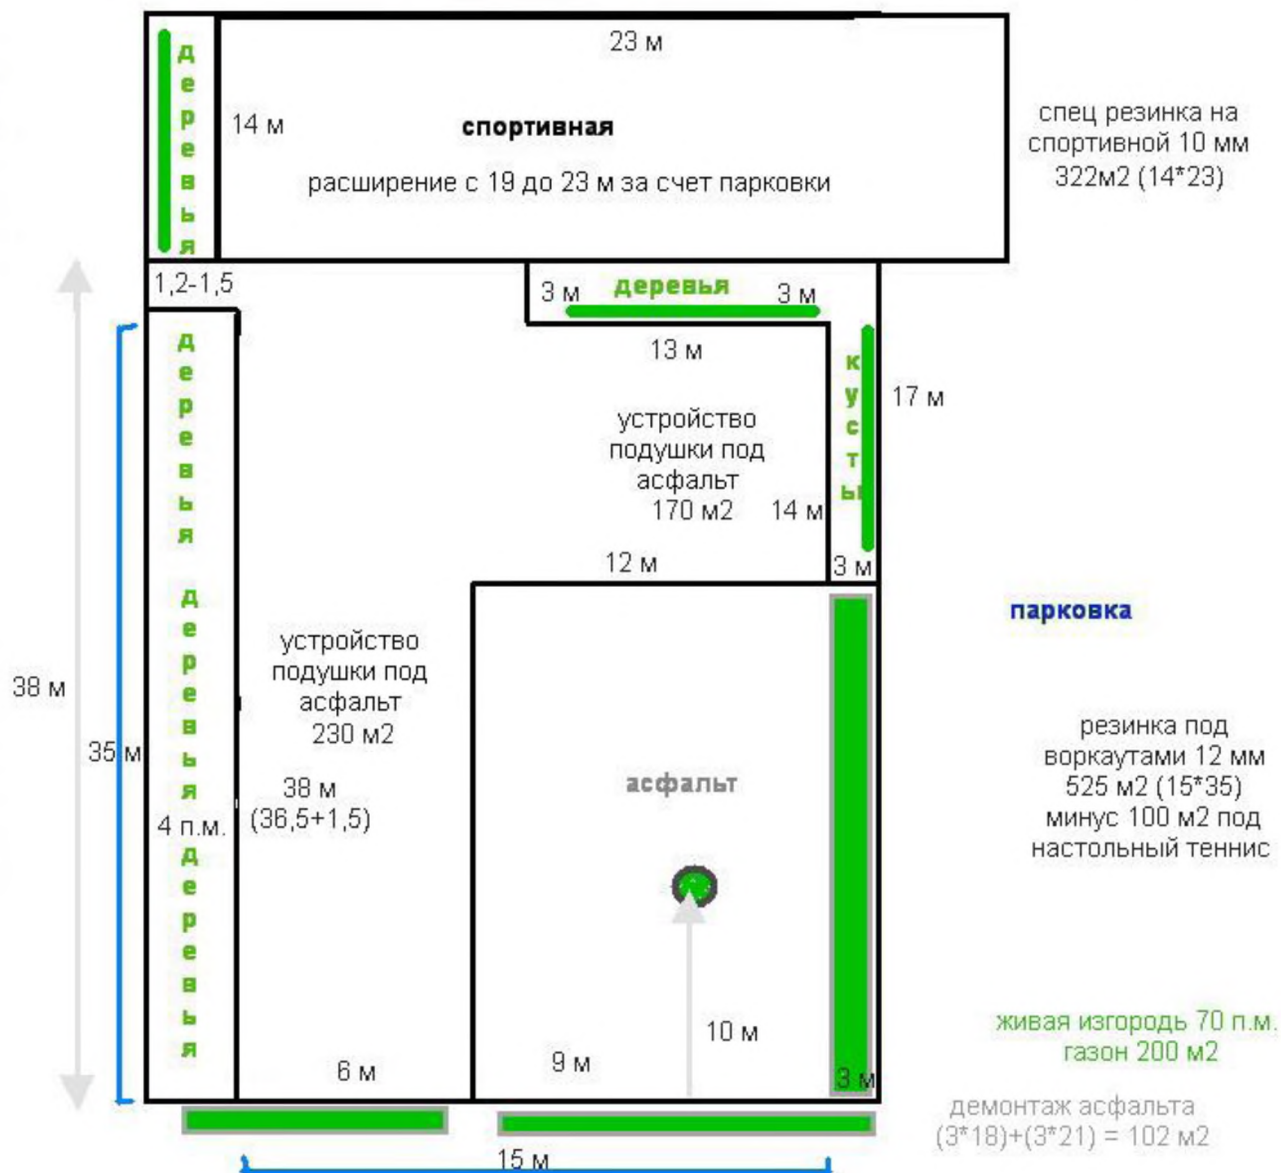 деревья
23 м
14 м
спортивная
расширение с 19 до 23 м за счет парковки
спец резинка на
спортивной 10 мм
322м2 (14*23)
1,2-1,5
3 м
деревья
3 м
13 м
кусты
17 м
деревья
устройство
подушки под
асфальт
170 м2
14 м
12 м
3 м
деревья
устройство
подушки под
асфальт
230 м2
парковка
38 м
35 м
38 м
(36,5+1,5)
4 п.м.
асфальт
резинка под
воркаутами 12 мм
525 м2 (15*35)
минус 100 м2 под
настольный теннис
деревья
10 м
9 м
6 м
3 м
живая изгородь 70 п.м.
газон 200 м2
демонтаж асфальта
(3*18)+(3*21) = 102 м2
15 м